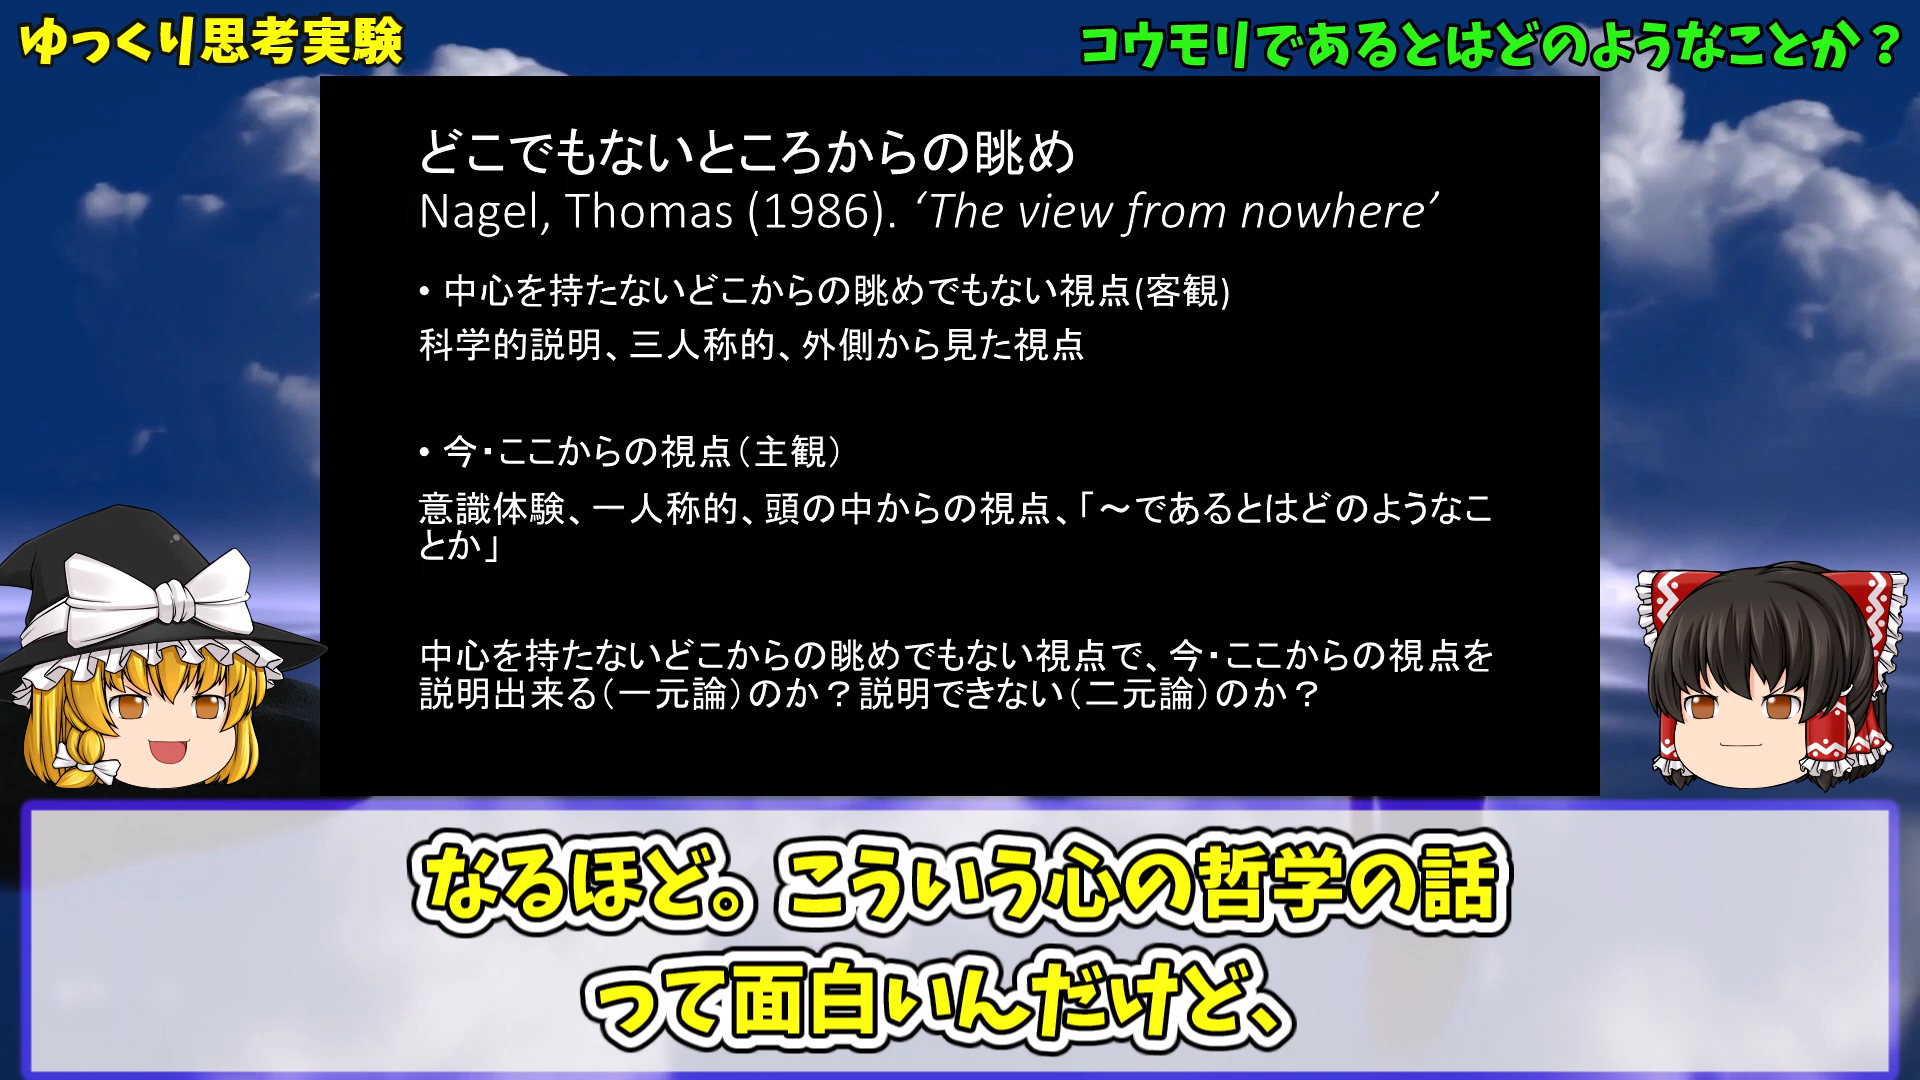 ゆっくり思考実験
コウモリであるとはどのようなことか？
どこでもないところからの眺め
Nagel, Thomas (1986). ‘The view from nowhere’
• 中心を持たないどこからの眺めでもない視点(客観)
科学的説明、三人称的、外側から見た視点
• 今・ここからの視点（主観）
意識体験、一人称的、頭の中からの視点、「～であるとはどのようなこ
とか」
中心を持たないどこからの眺めでもない視点で、今・ここからの視点を
説明出来る（一元論）のか？説明できない（二元論）のか？
なるほど。こういう心の哲学の話
って面白いんだけど、